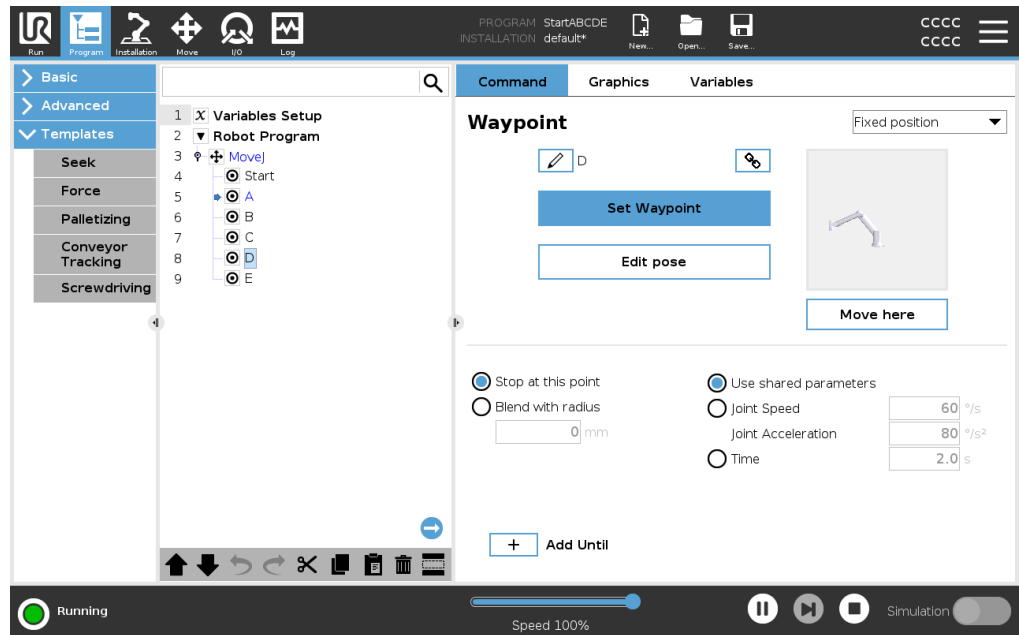 UR
Run
Program
Installation
Move
I/O
Log
PROGRAM StartABCDE
INSTALLATION default*
New...
Open...
Save...
CCCC
CCCC
Basic
Advanced
Templates
Seek
Force
Palletizing
Conveyor
Tracking
Screwdriving
1 X Variables Setup
2 Robot Program
3 MoveJ
4 Start
5 A
6 B
7 C
8 D
9 E
Command Graphics Variables
Waypoint
Fixed position
D
Set Waypoint
Edit pose
Move here
Stop at this point
Blend with radius
0 mm
Use shared parameters
Joint Speed 60 °/s
Joint Acceleration 80 °/s²
Time 2.0 s
+ Add Until
Running
Speed 100%
Simulation